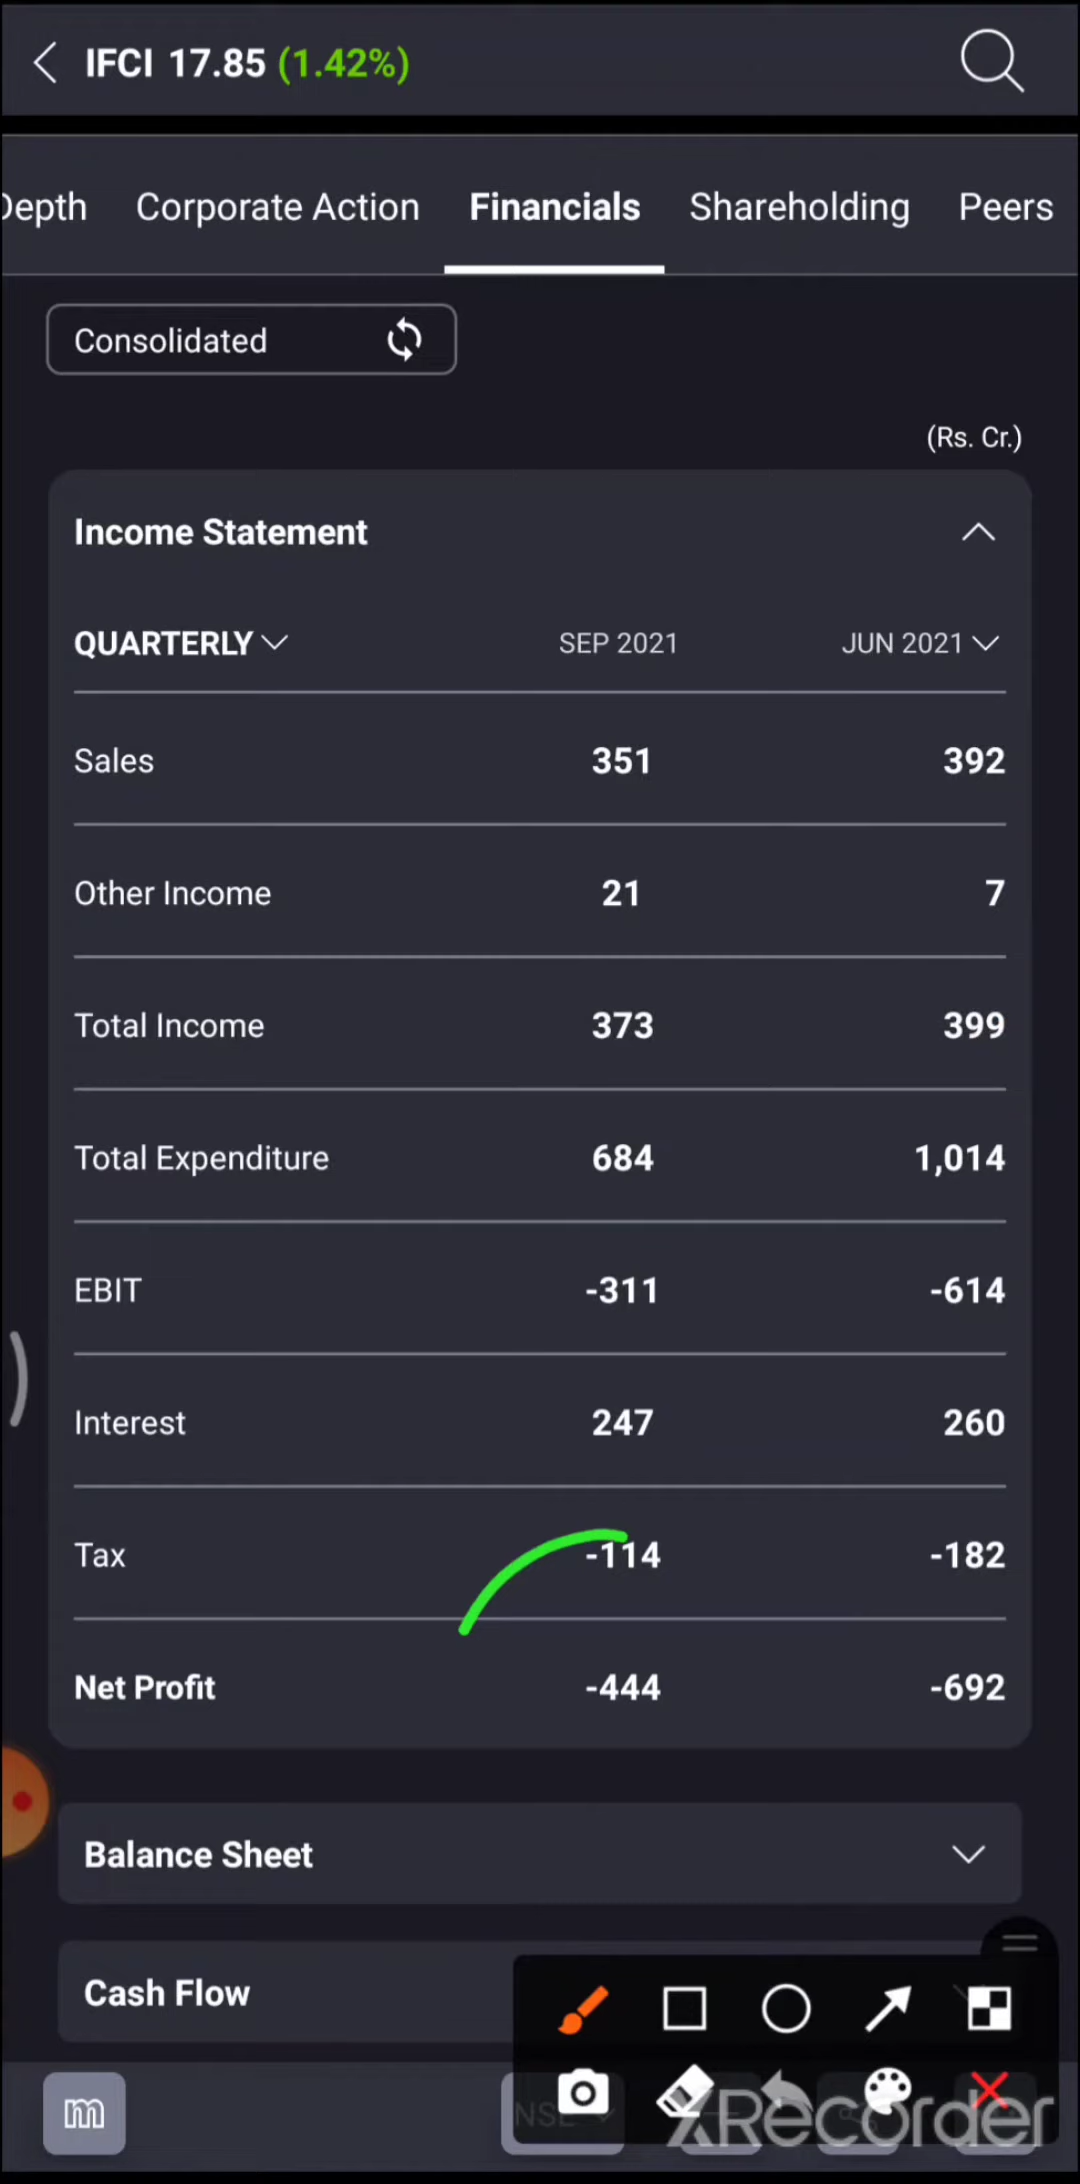 IFCI 17.85 (1.42%)
Depth Corporate Action Financials Shareholding Peers
Consolidated
(Rs. Cr.)
Income Statement
QUARTERLY SEP 2021 JUN 2021
Sales 351 392
Other Income 21 7
Total Income 373 399
Total Expenditure 684 1,014
EBIT -311 -614
Interest 247 260
Tax -114 -182
Net Profit -444 -692
Balance Sheet
Cash Flow
m NSE
XRecorder